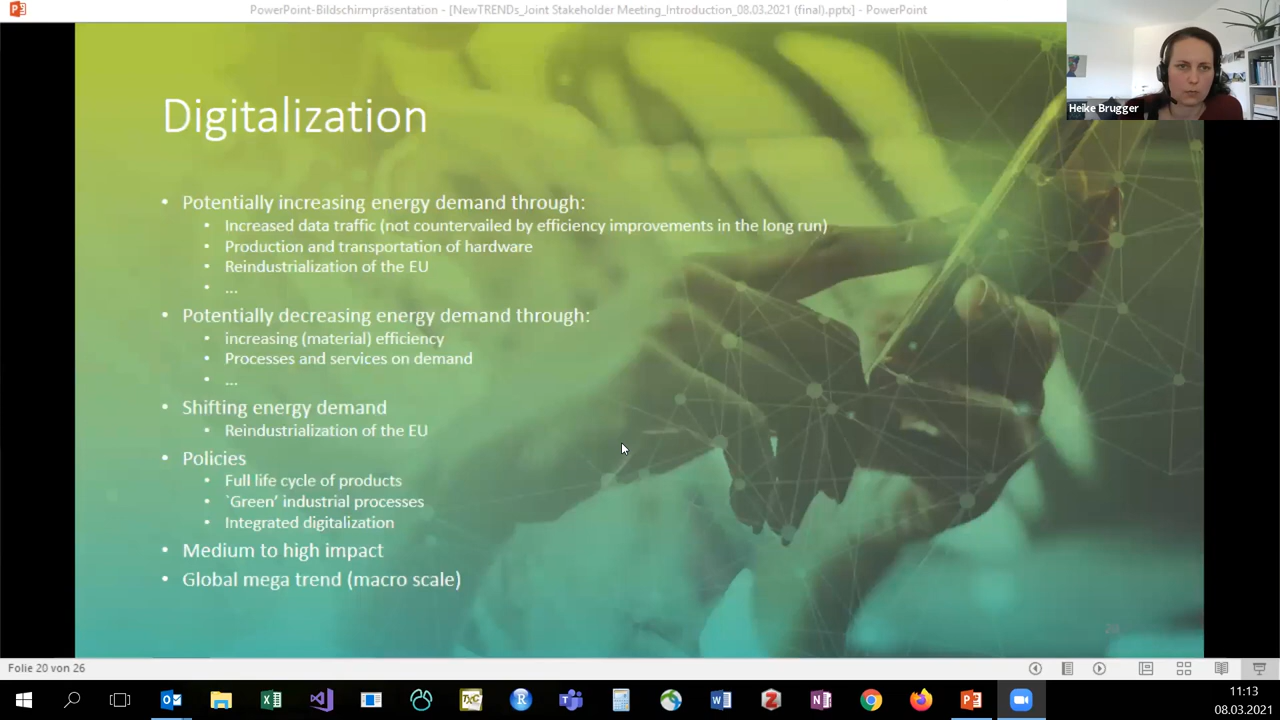 PowerPoint-Bildschirmpräsentation - [NewTRENDs_Joint Stakeholder Meeting_Introduction_08.03.2021 (final).pptx] - PowerPoint
Heike Brugger
Digitalization
• Potentially increasing energy demand through:
• Increased data traffic (not countervailed by efficiency improvements in the long run)
• Production and transportation of hardware
• Reindustrialization of the EU
• ...
• Potentially decreasing energy demand through:
• increasing (material) efficiency
• Processes and services on demand
• ...
• Shifting energy demand
• Reindustrialization of the EU
• Policies
• Full life cycle of products
• `Green’ industrial processes
• Integrated digitalization
• Medium to high impact
• Global mega trend (macro scale)
20
Folie 20 von 26
11:13
08.03.2021